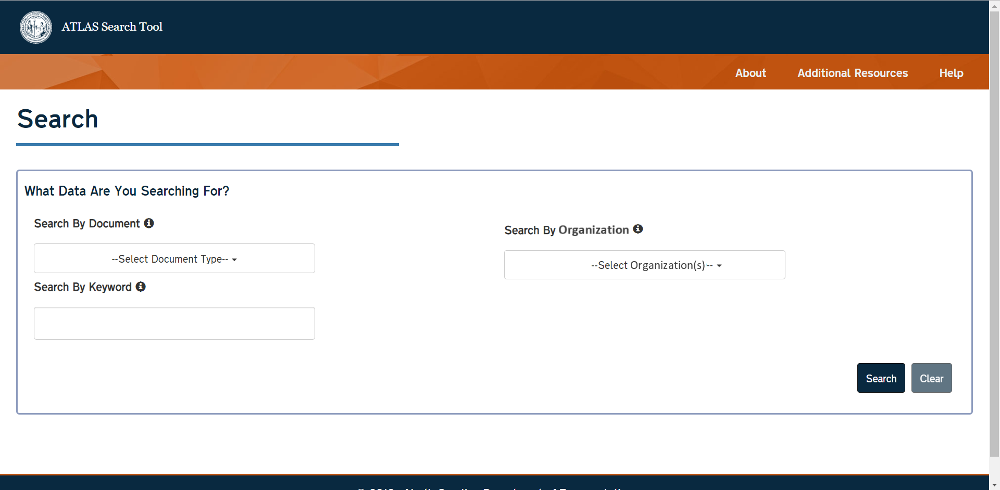 ATLAS Search Tool
About Additional Resources Help
Search
What Data Are You Searching For?
Search By Document
--Select Document Type--
Search By Keyword
Search By Organization
--Select Organization(s)--
Search Clear